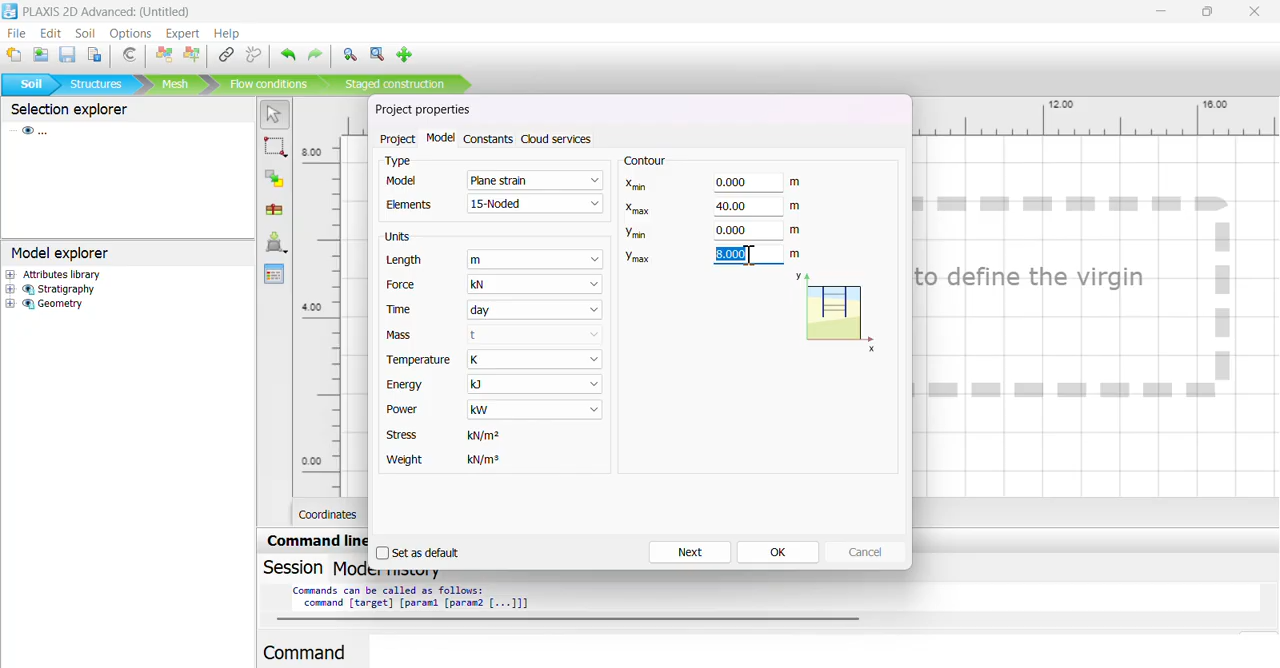 PLAXIS 2D Advanced: (Untitled)
File Edit Soil Options Expert Help
Soil Structures Mesh Flow conditions Staged construction
Selection explorer
...
Model explorer
Attributes library
Stratigraphy
Geometry
8.00
4.00
0.00
12.00 16.00
to define the virgin
Project properties
Project Model Constants Cloud services
Type
Model Plane strain
Elements 15-Noded
Units
Length m
Force kN
Time day
Mass t
Temperature K
Energy kJ
Power kW
Stress kN/m²
Weight kN/m³
Contour
xmin 0.000 m
xmax 40.00 m
ymin 0.000 m
ymax 8.000 m
y
x
Set as default Next OK Cancel
Coordinates
Command line
Session Model history
Commands can be called as follows:
command [target] [param1 [param2 [...]]]
Command